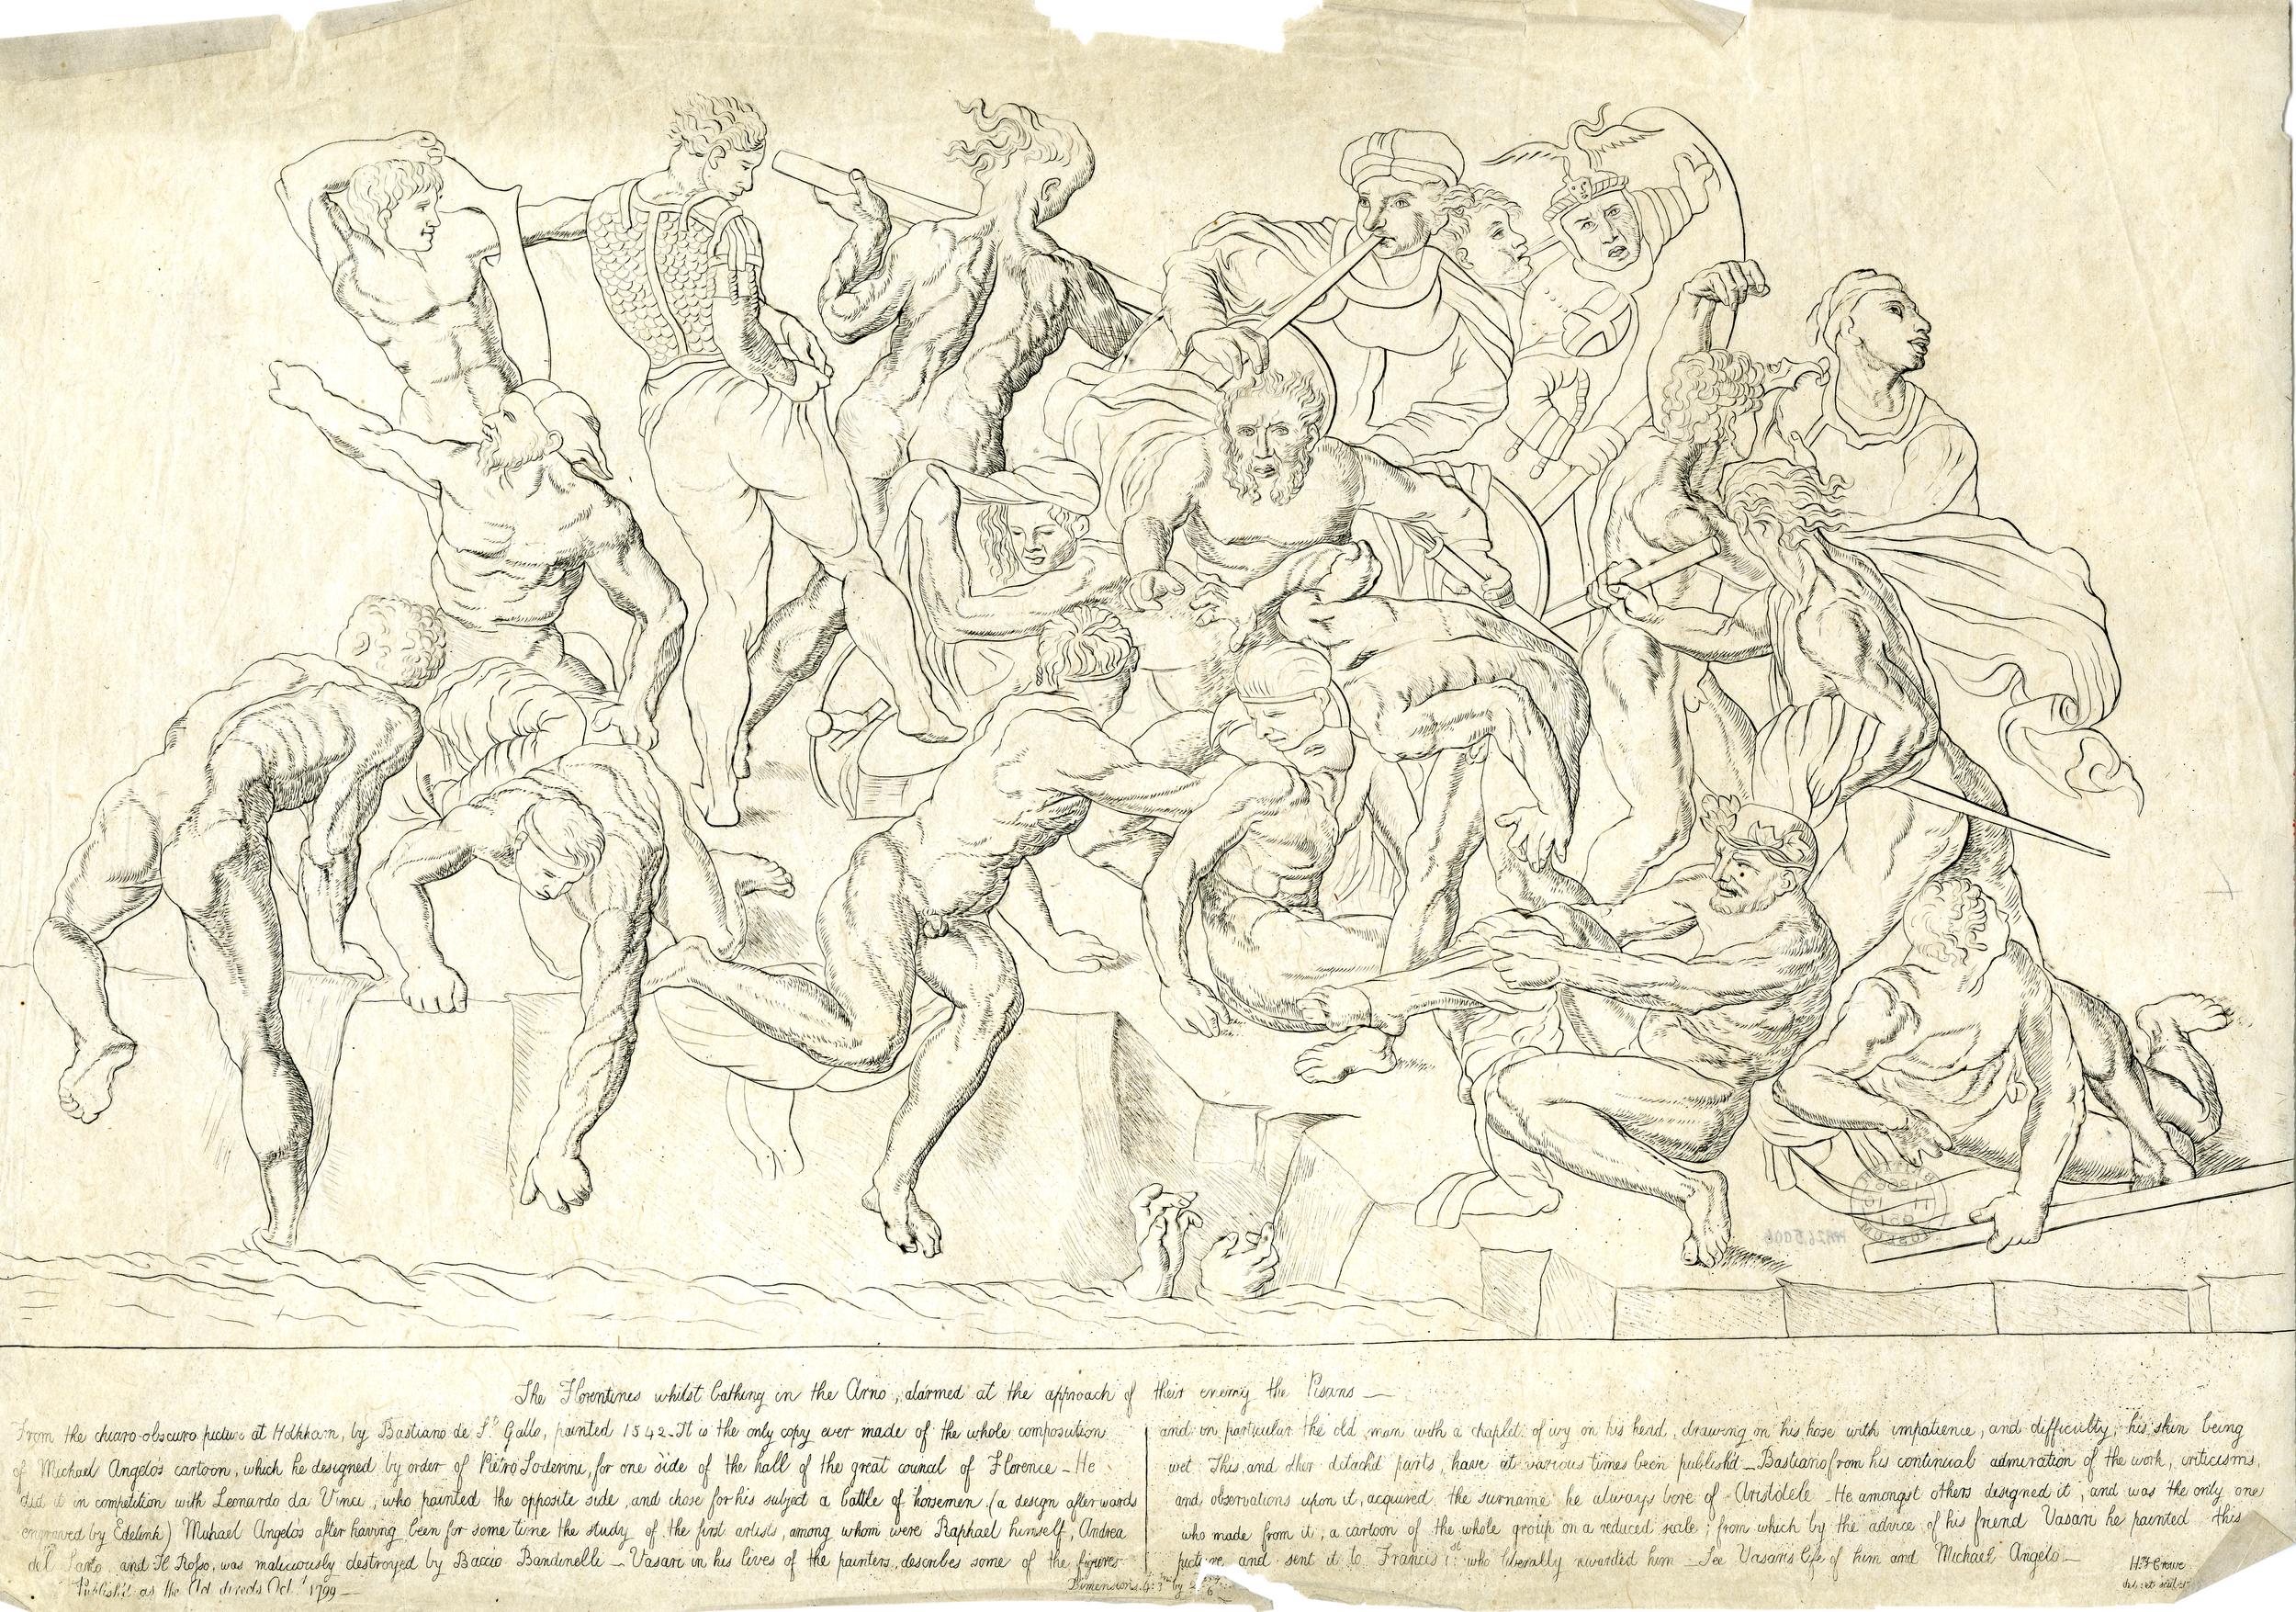 The Florentines whilst bathing in the Arno, alarmed at the approach of their enemy the Pisans —
From the chiaro-obscuro picture at Holkham, by Bastiano de St. Gallo, painted 1542. It is the only copy ever made of the whole composition
of Michael Angelo's cartoon, which he designed by order of Pietro Soderine, for one side of the hall of the great council of Florence — He
did it in competition with Leonardo da Vinci, who painted the opposite side, and chose for his subject a battle of horsemen, (a design afterwards
engraved by Edelink) Michael Angelo's after having been for some time the study of the first artists, among whom were Raphael himself, Andrea
del Sarto, and Il Rosso, was maliciously destroyed by Baccio Bandinelli — Vasari in his lives of the painters, describes some of the figures
and in particular the old man with a chaplet of ivy on his head, drawing on his hose with impatience, and difficulty, his skin being
wet. This, and other detach'd parts, have at various times been publish'd — Bastiano from his continual admiration of the work, criticisms,
and observations upon it, acquired the surname he always bore of Aristotele — He amongst others designed it, and was the only one
who made from it, a cartoon of the whole group on a reduced scale; from which by the advice of his friend Vasari he painted this
picture and sent it to Francis 1st who liberally rewarded him — See Vasari's life of him and Michael Angelo —
Publish'd as the Act directs Oct. 1 1799 —
Dimensions 4: 3 by 2 6
del. et sculpt